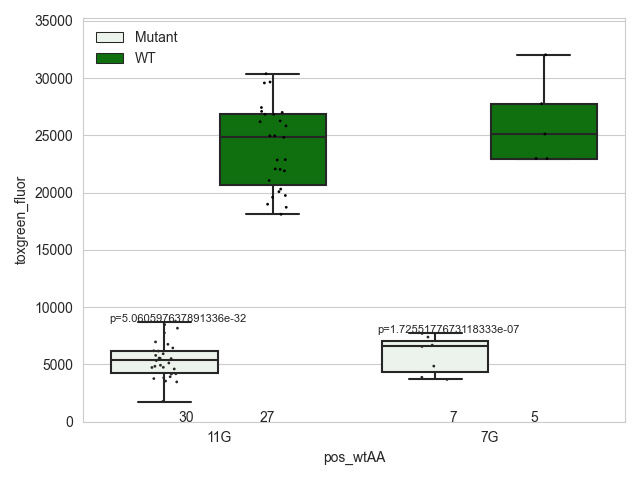 35000
Mutant
WT
30000
25000
20000
15000
10000
5000
0
toxgreen_fluor
p=5.060597637891336e-32
p=1.7255177673118333e-07
30 27 7 5
11G 7G
pos_wtAA